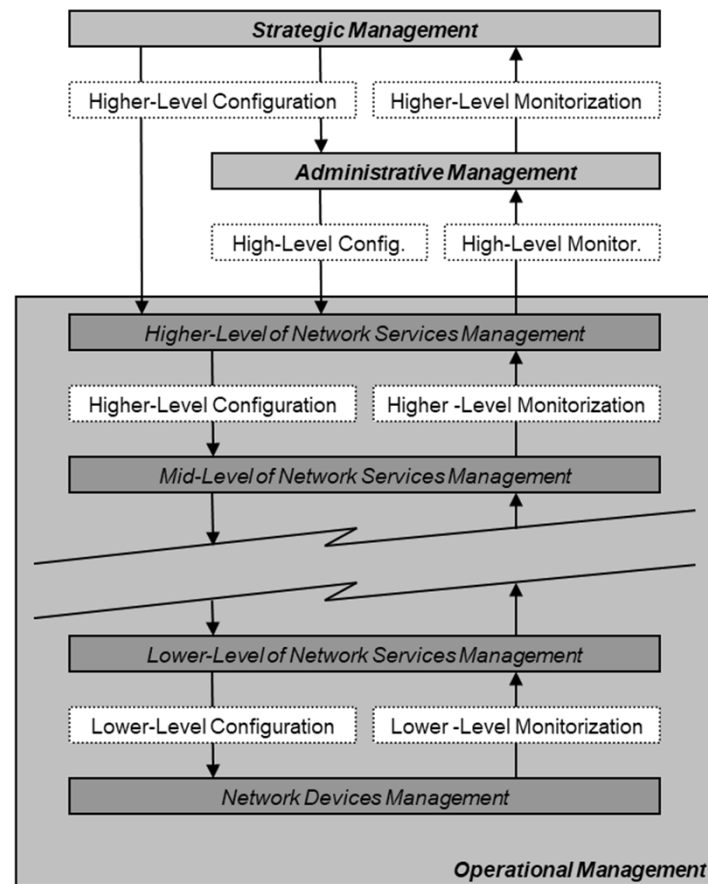 Strategic Management
Higher-Level Configuration
Higher-Level Monitorization
Administrative Management
High-Level Config.
High-Level Monitor.
Higher-Level of Network Services Management
Higher-Level Configuration
Higher -Level Monitorization
Mid-Level of Network Services Management
Lower-Level of Network Services Management
Lower-Level Configuration
Lower -Level Monitorization
Network Devices Management
Operational Management